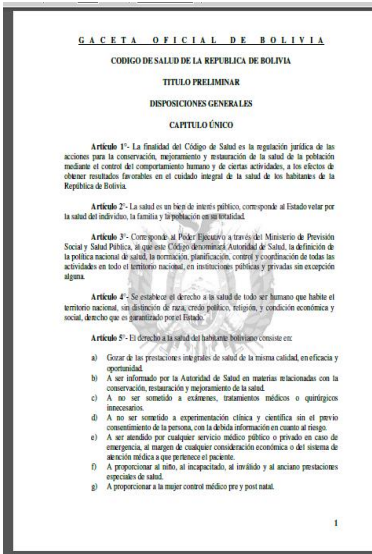 GACETA OFICIAL DE BOLIVIA
CODIGO DE SALUD DE LA REPUBLICA DE BOLIVIA
TITULO PRELIMINAR
DISPOSICIONES GENERALES
CAPITULO ÚNICO
Artículo 1°- La finalidad del Código de Salud es la regulación jurídica de las
acciones para la conservación, mejoramiento y restauración de la salud de la población
mediante el control del comportamiento humano y de ciertas actividades, a los efectos de
obtener resultados favorables en el cuidado integral de la salud de los habitantes de la
República de Bolivia.
Artículo 2°- La salud es un bien de interés público, corresponde al Estado velar por
la salud del individuo, la familia y la población en su totalidad.
Artículo 3°- Corresponde al Poder Ejecutivo a través del Ministerio de Previsión
Social y Salud Pública, al que este Código denominará Autoridad de Salud, la definición de
la política nacional de salud, la normación, planificación, control y coordinación de todas las
actividades en todo el territorio nacional, en instituciones públicas y privadas sin excepción
alguna.
Artículo 4°- Se establece el derecho a la salud de todo ser humano que habite el
territorio nacional, sin distinción de raza, credo político, religión, y condición económica y
social, derecho que es garantizado por el Estado.
Artículo 5°- El derecho a la salud del habitante boliviano consiste en:
a) Gozar de las prestaciones integrales de salud de la misma calidad, en eficacia y
oportunidad.
b) A ser informado por la Autoridad de Salud en materias relacionadas con la
conservación, restauración y mejoramiento de la salud.
c) A no ser sometido a exámenes, tratamientos médicos o quirúrgicos
innecesarios.
d) A no ser sometido a experimentación clínica y científica sin el previo
consentimiento de la persona, con la debida información en cuanto al riesgo.
e) A ser atendido por cualquier servicio médico público o privado en caso de
emergencia, al margen de cualquier consideración económica o del sistema de
atención médica a que pertenece el paciente.
f) A proporcionar al niño, al incapacitado, al inválido y al anciano prestaciones
especiales de salud.
g) A proporcionar a la mujer control médico pre y post natal.
1